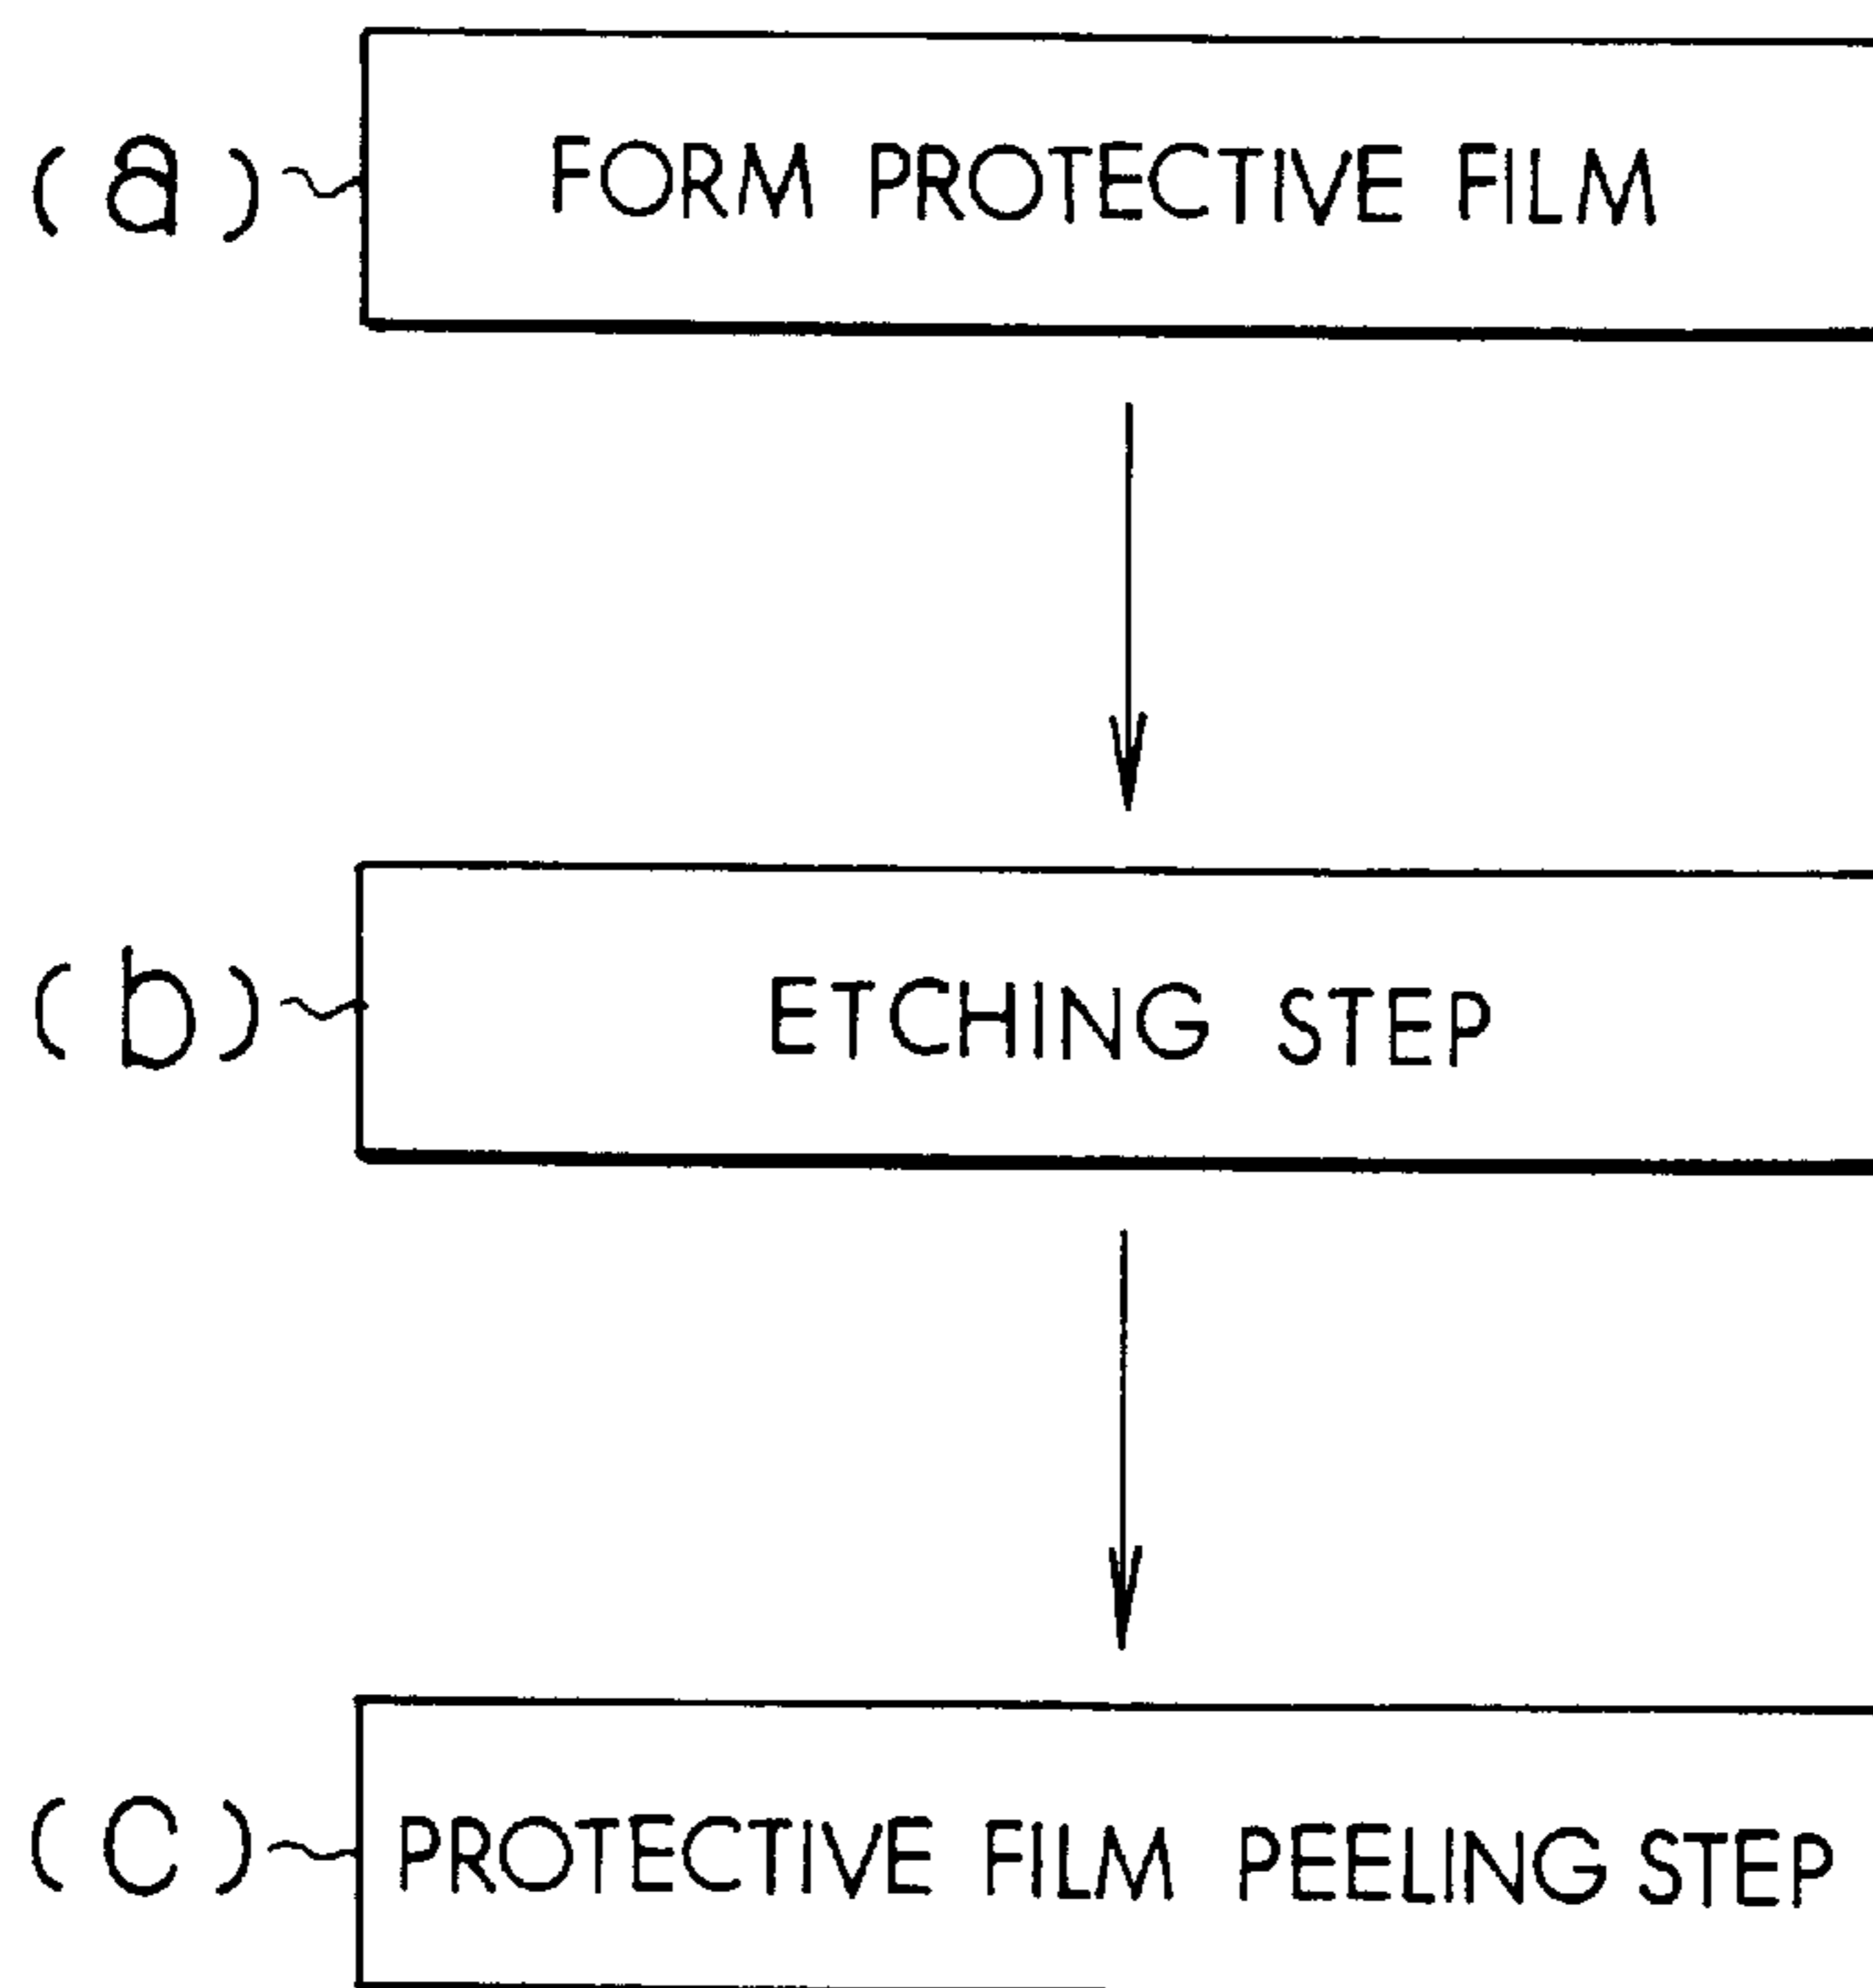 (a) FORM PROTECTIVE FILM
(b) ETCHING STEP
(c) PROTECTIVE FILM PEELING STEP